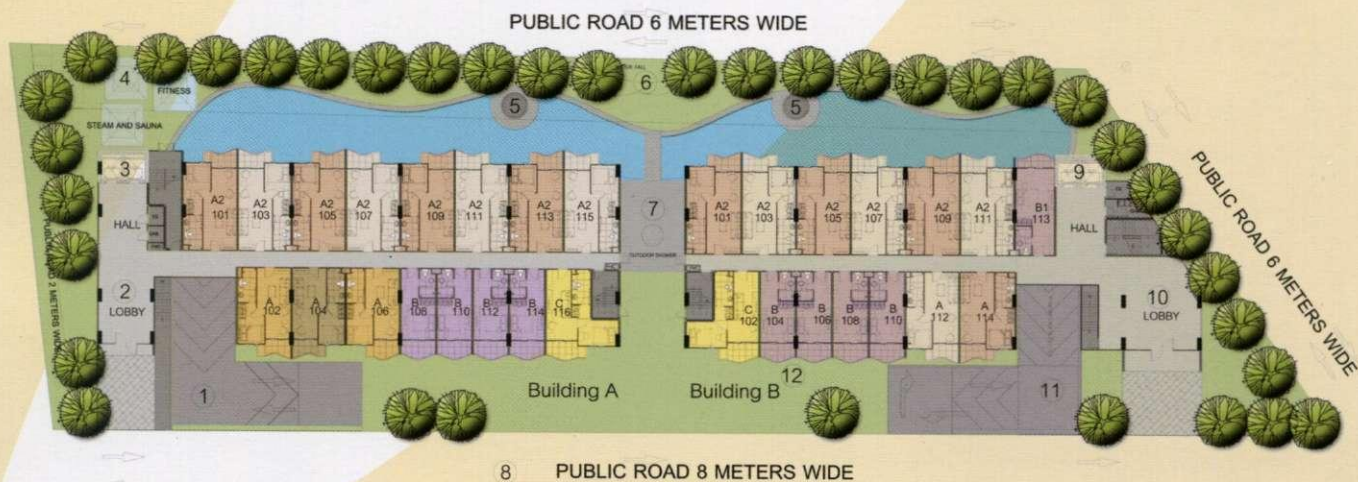 PUBLIC ROAD 6 METERS WIDE
4
FITNESS
5
6
5
STEAM AND SAUNA
3
9
A2 101
A2 103
A2 105
A2 107
A2 109
A2 111
A2 113
A2 115
7
A2 101
A2 103
A2 105
A2 107
A2 109
A2 111
B1 113
HALL
HALL
OUTDOOR SHOWER
PUBLIC ROAD 6 METERS WIDE
2
LOBBY
A 102
A 104
A 106
B 108
B 110
B 112
B 114
C 116
C 102
B 104
B 106
B 108
B 110
A 112
A 114
10
LOBBY
1
Building A
Building B
12
11
8
PUBLIC ROAD 8 METERS WIDE